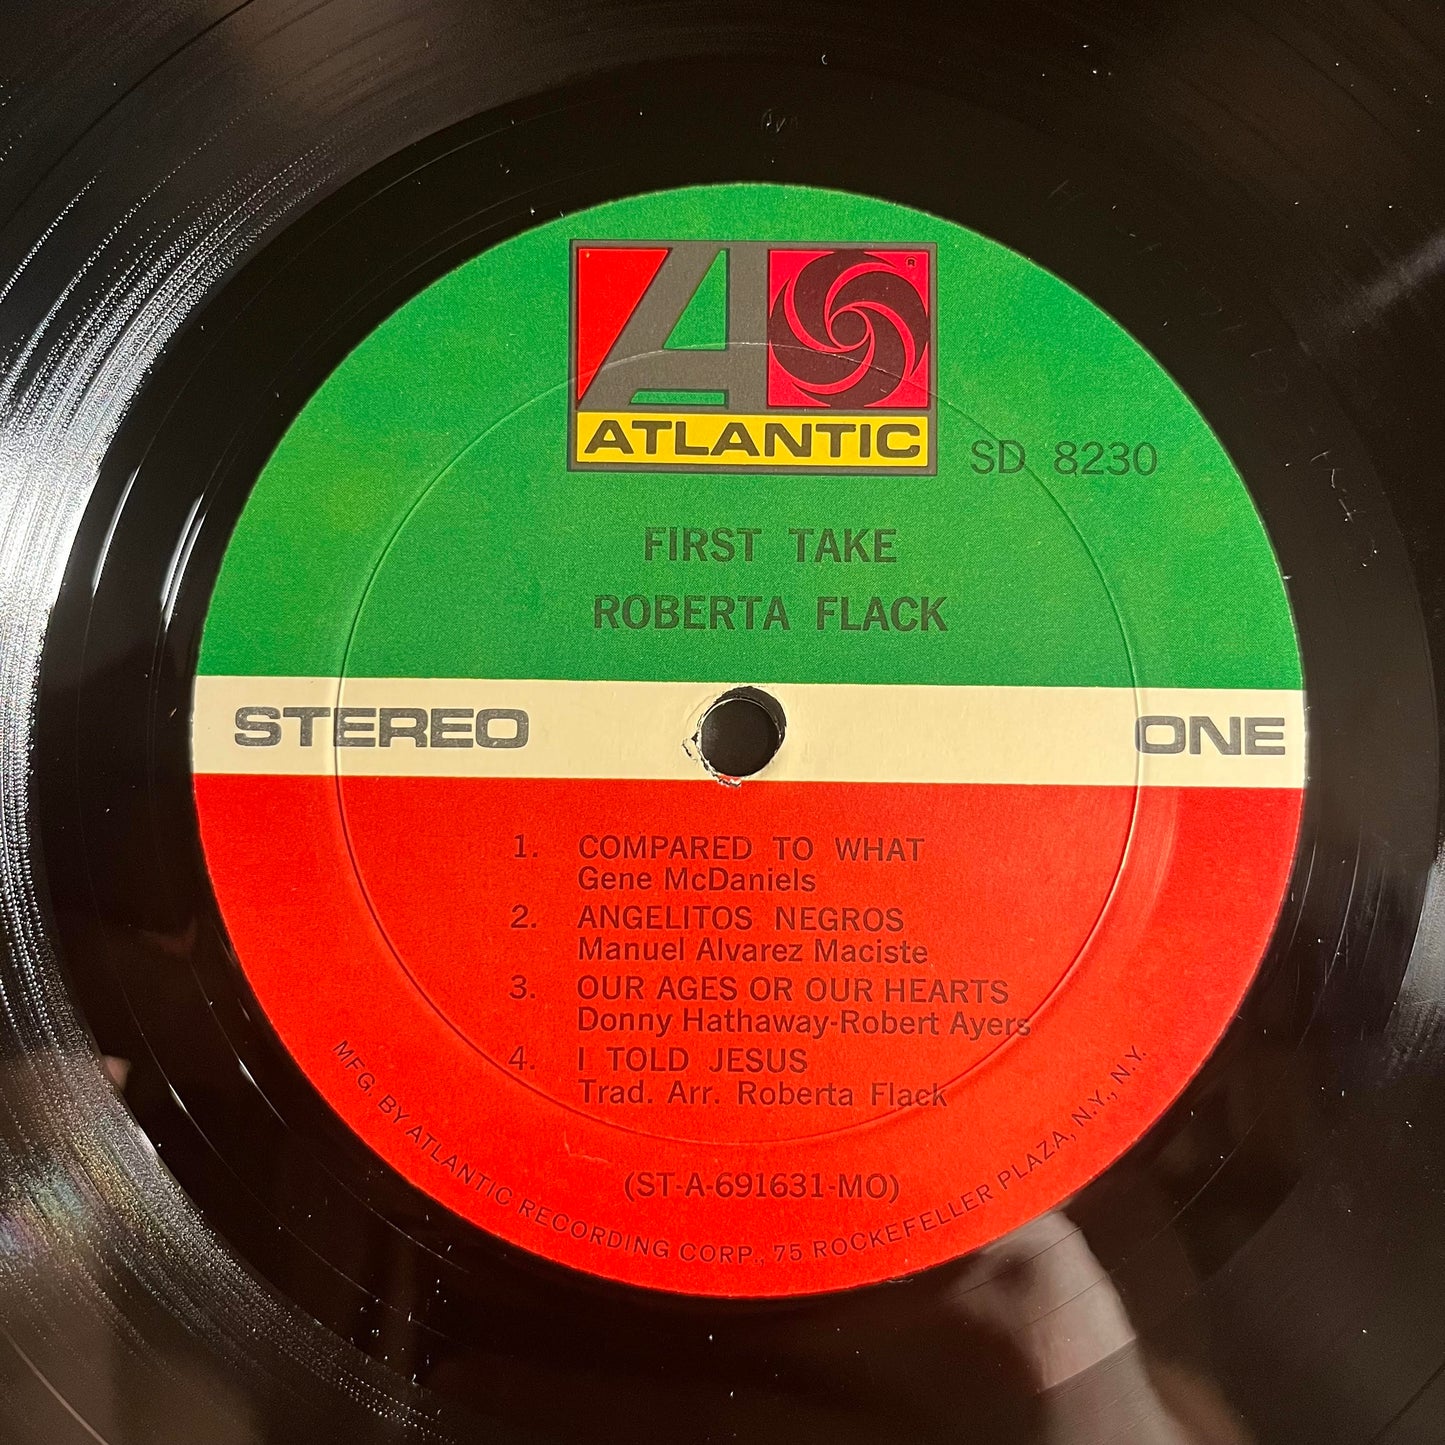 ATLANTIC
®
SD 8230
FIRST TAKE
ROBERTA FLACK
STEREO
ONE
1. COMPARED TO WHAT
Gene McDaniels
2. ANGELITOS NEGROS
Manuel Alvarez Maciste
3. OUR AGES OR OUR HEARTS
Donny Hathaway-Robert Ayers
4. I TOLD JESUS
Trad. Arr. Roberta Flack
(ST-A-691631-MO)
MFG. BY ATLANTIC RECORDING CORP., 75 ROCKEFELLER PLAZA, N.Y., N.Y.